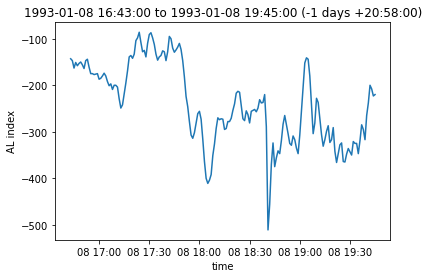 1993-01-08 16:43:00 to 1993-01-08 19:45:00 (-1 days +20:58:00)
−100
−200
−300
−400
−500
AL index
08 17:00 08 17:30 08 18:00 08 18:30 08 19:00 08 19:30
time